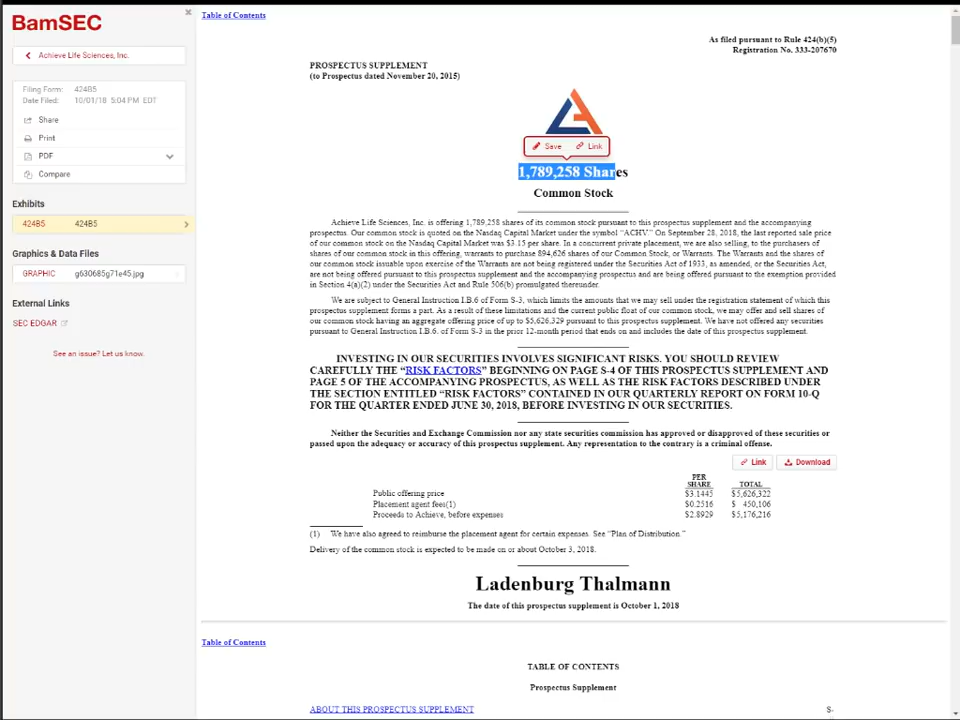 BamSEC
Achieve Life Sciences, Inc.
Filing Form: 424B5
Date Filed: 10/01/18 5:04 PM EDT
Share
Print
PDF
Compare
Exhibits
424B5 424B5
Graphics & Data Files
GRAPHIC g630685g71e45.jpg
External Links
SEC EDGAR
See an issue? Let us know.
Table of Contents
As filed pursuant to Rule 424(b)(5)
Registration No. 333-207670
PROSPECTUS SUPPLEMENT
(to Prospectus dated November 20, 2015)
Save Link
1,789,258 Shares
Common Stock
Achieve Life Sciences, Inc. is offering 1,789,258 shares of its common stock pursuant to this prospectus supplement and the accompanying
prospectus. Our common stock is quoted on the Nasdaq Capital Market under the symbol “ACHV.” On September 28, 2018, the last reported sale price
of our common stock on the Nasdaq Capital Market was $3.15 per share. In a concurrent private placement, we are also selling, to the purchasers of
shares of our common stock in this offering, warrants to purchase 894,626 shares of our Common Stock, or Warrants. The Warrants and the shares of
our common stock issuable upon exercise of the Warrants are not being registered under the Securities Act of 1933, as amended, or the Securities Act,
are not being offered pursuant to this prospectus supplement and the accompanying prospectus and are being offered pursuant to the exemption provided
in Section 4(a)(2) under the Securities Act and Rule 506(b) promulgated thereunder.
We are subject to General Instruction I.B.6 of Form S-3, which limits the amounts that we may sell under the registration statement of which this
prospectus supplement forms a part. As a result of these limitations and the current public float of our common stock, we may offer and sell shares of
our common stock having an aggregate offering price of up to $5,626,329 pursuant to this prospectus supplement. We have not offered any securities
pursuant to General Instruction I.B.6. of Form S-3 in the prior 12-month period that ends on and includes the date of this prospectus supplement.
INVESTING IN OUR SECURITIES INVOLVES SIGNIFICANT RISKS. YOU SHOULD REVIEW
CAREFULLY THE “RISK FACTORS” BEGINNING ON PAGE S-4 OF THIS PROSPECTUS SUPPLEMENT AND
PAGE 5 OF THE ACCOMPANYING PROSPECTUS, AS WELL AS THE RISK FACTORS DESCRIBED UNDER
THE SECTION ENTITLED “RISK FACTORS” CONTAINED IN OUR QUARTERLY REPORT ON FORM 10-Q
FOR THE QUARTER ENDED JUNE 30, 2018, BEFORE INVESTING IN OUR SECURITIES.
Neither the Securities and Exchange Commission nor any state securities commission has approved or disapproved of these securities or
passed upon the adequacy or accuracy of this prospectus supplement. Any representation to the contrary is a criminal offense.
Link Download
PER
SHARE TOTAL
Public offering price $3.1445 $5,626,322
Placement agent fees(1) $0.2516 $ 450,106
Proceeds to Achieve, before expenses $2.8929 $5,176,216
(1) We have also agreed to reimburse the placement agent for certain expenses. See “Plan of Distribution.”
Delivery of the common stock is expected to be made on or about October 3, 2018.
Ladenburg Thalmann
The date of this prospectus supplement is October 1, 2018
Table of Contents
TABLE OF CONTENTS
Prospectus Supplement
ABOUT THIS PROSPECTUS SUPPLEMENT S-